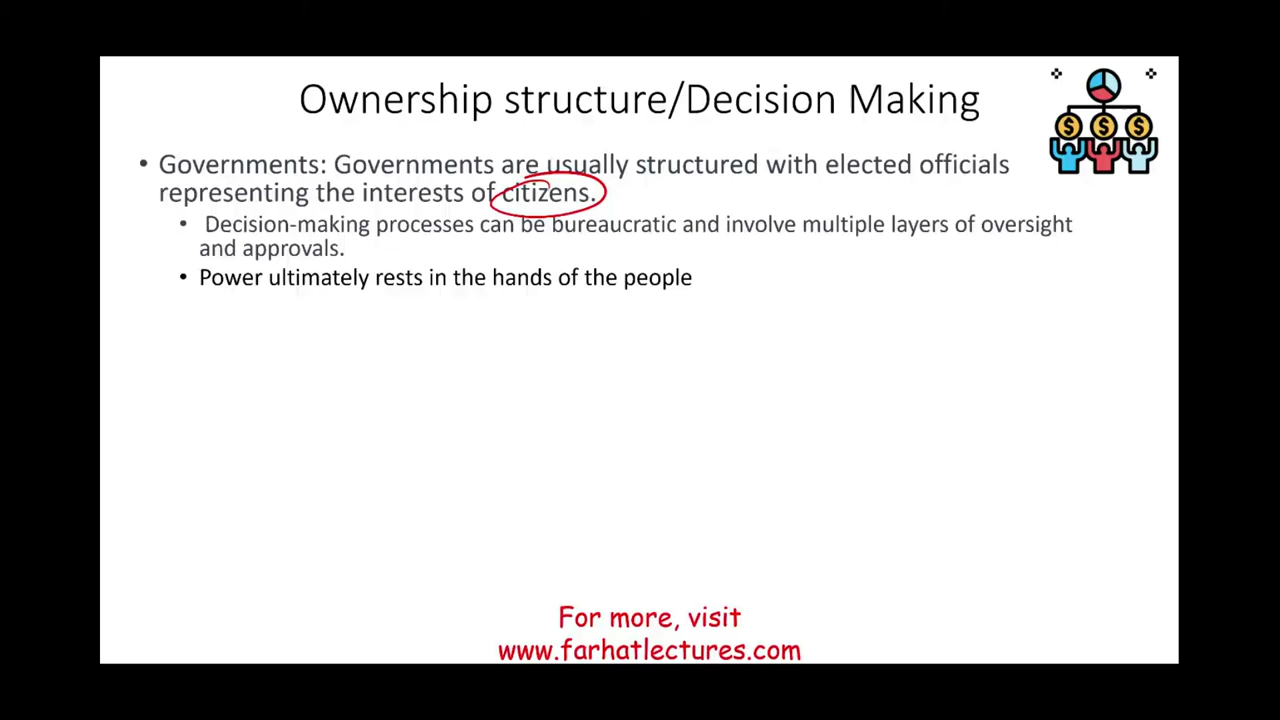 Ownership structure/Decision Making
• Governments: Governments are usually structured with elected officials
representing the interests of citizens.
• Decision-making processes can be bureaucratic and involve multiple layers of oversight
and approvals.
• Power ultimately rests in the hands of the people
For more, visit
www.farhatlectures.com